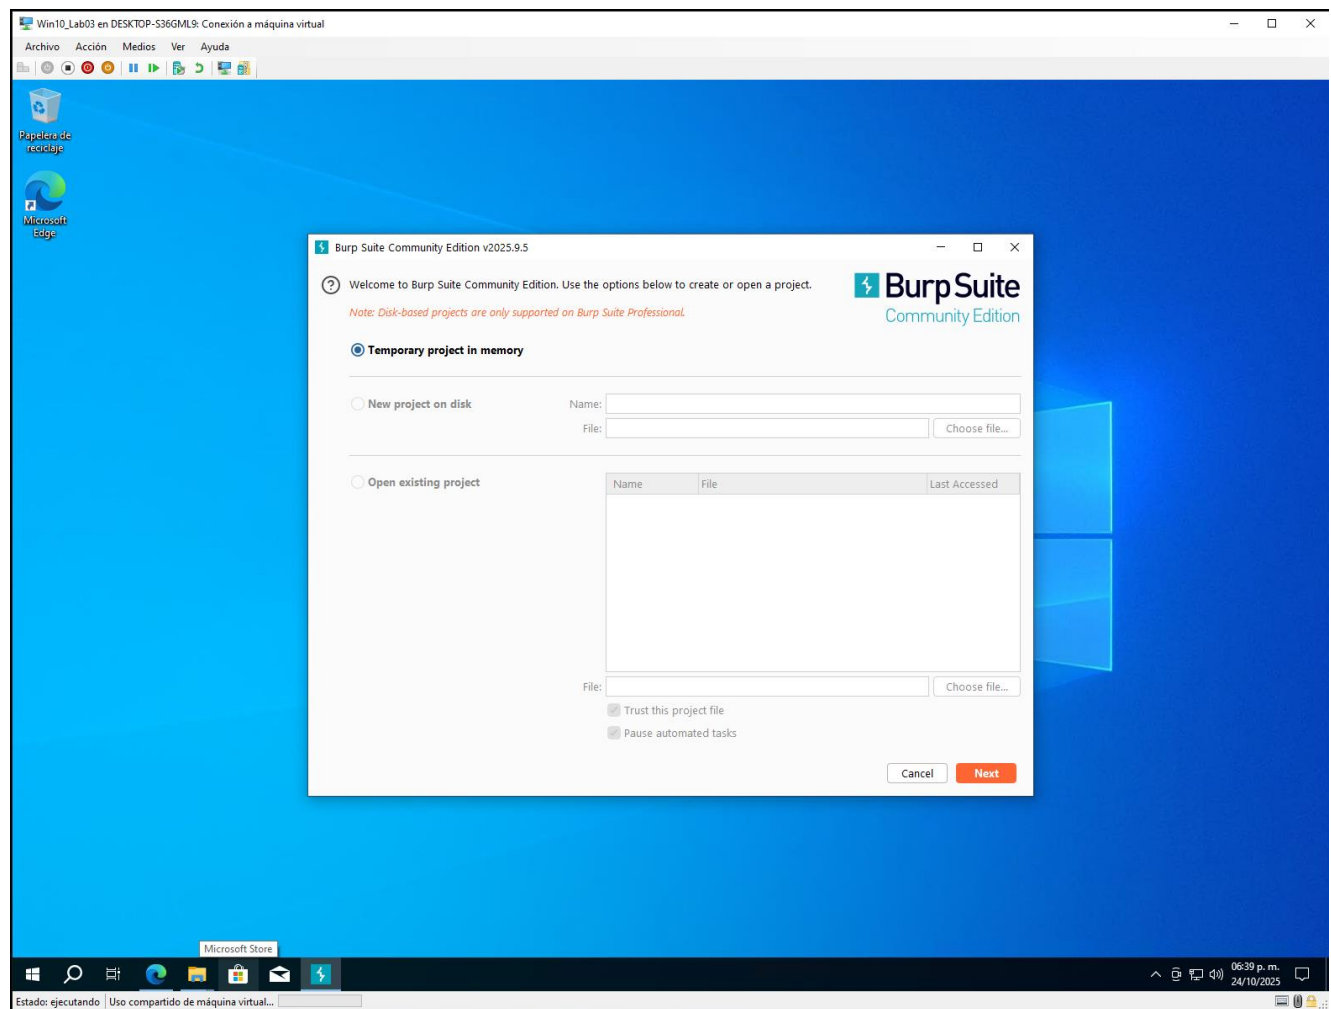 Win10_Lab03 en DESKTOP-S36GML9: Conexión a máquina virtual
Archivo Acción Medios Ver Ayuda
Papelera de
reciclaje
Microsoft
Edge
Burp Suite Community Edition v2025.9.5
Welcome to Burp Suite Community Edition. Use the options below to create or open a project.
Note: Disk-based projects are only supported on Burp Suite Professional.
Burp Suite
Community Edition
Temporary project in memory
New project on disk
Name:
File:
Choose file...
Open existing project
Name File Last Accessed
File:
Choose file...
Trust this project file
Pause automated tasks
Cancel Next
Microsoft Store
06:39 p. m.
24/10/2025
Estado: ejecutando Uso compartido de máquina virtual...